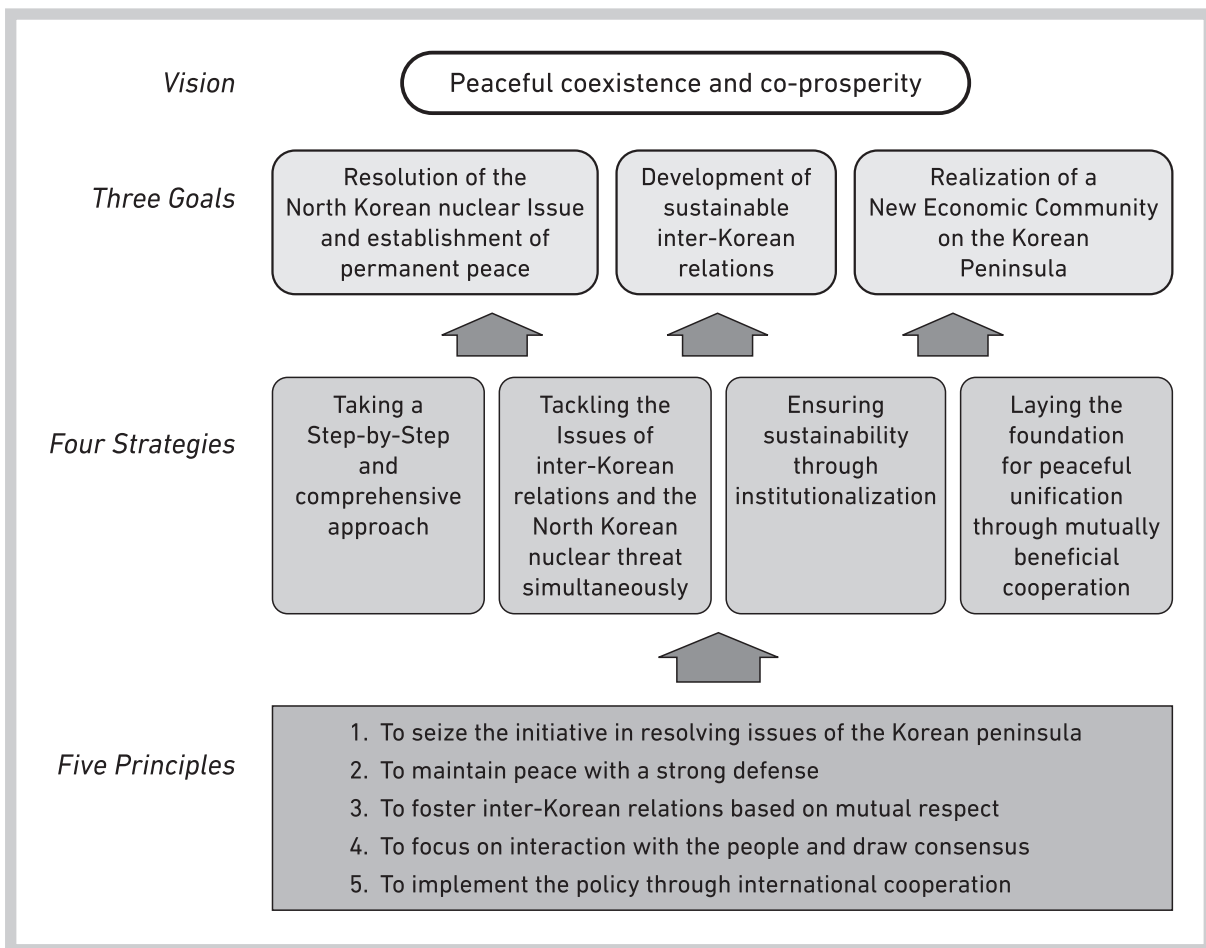 Vision
Peaceful coexistence and co-prosperity
Three Goals
Resolution of the
North Korean nuclear Issue
and establishment of
permanent peace
Development of
sustainable
inter-Korean
relations
Realization of a
New Economic Community
on the Korean
Peninsula
Four Strategies
Taking a
Step-by-Step
and
comprehensive
approach
Tackling the
Issues of
inter-Korean
relations and the
North Korean
nuclear threat
simultaneously
Ensuring
sustainability
through
institutionalization
Laying the
foundation
for peaceful
unification
through mutually
beneficial
cooperation
Five Principles
1. To seize the initiative in resolving issues of the Korean peninsula
2. To maintain peace with a strong defense
3. To foster inter-Korean relations based on mutual respect
4. To focus on interaction with the people and draw consensus
5. To implement the policy through international cooperation